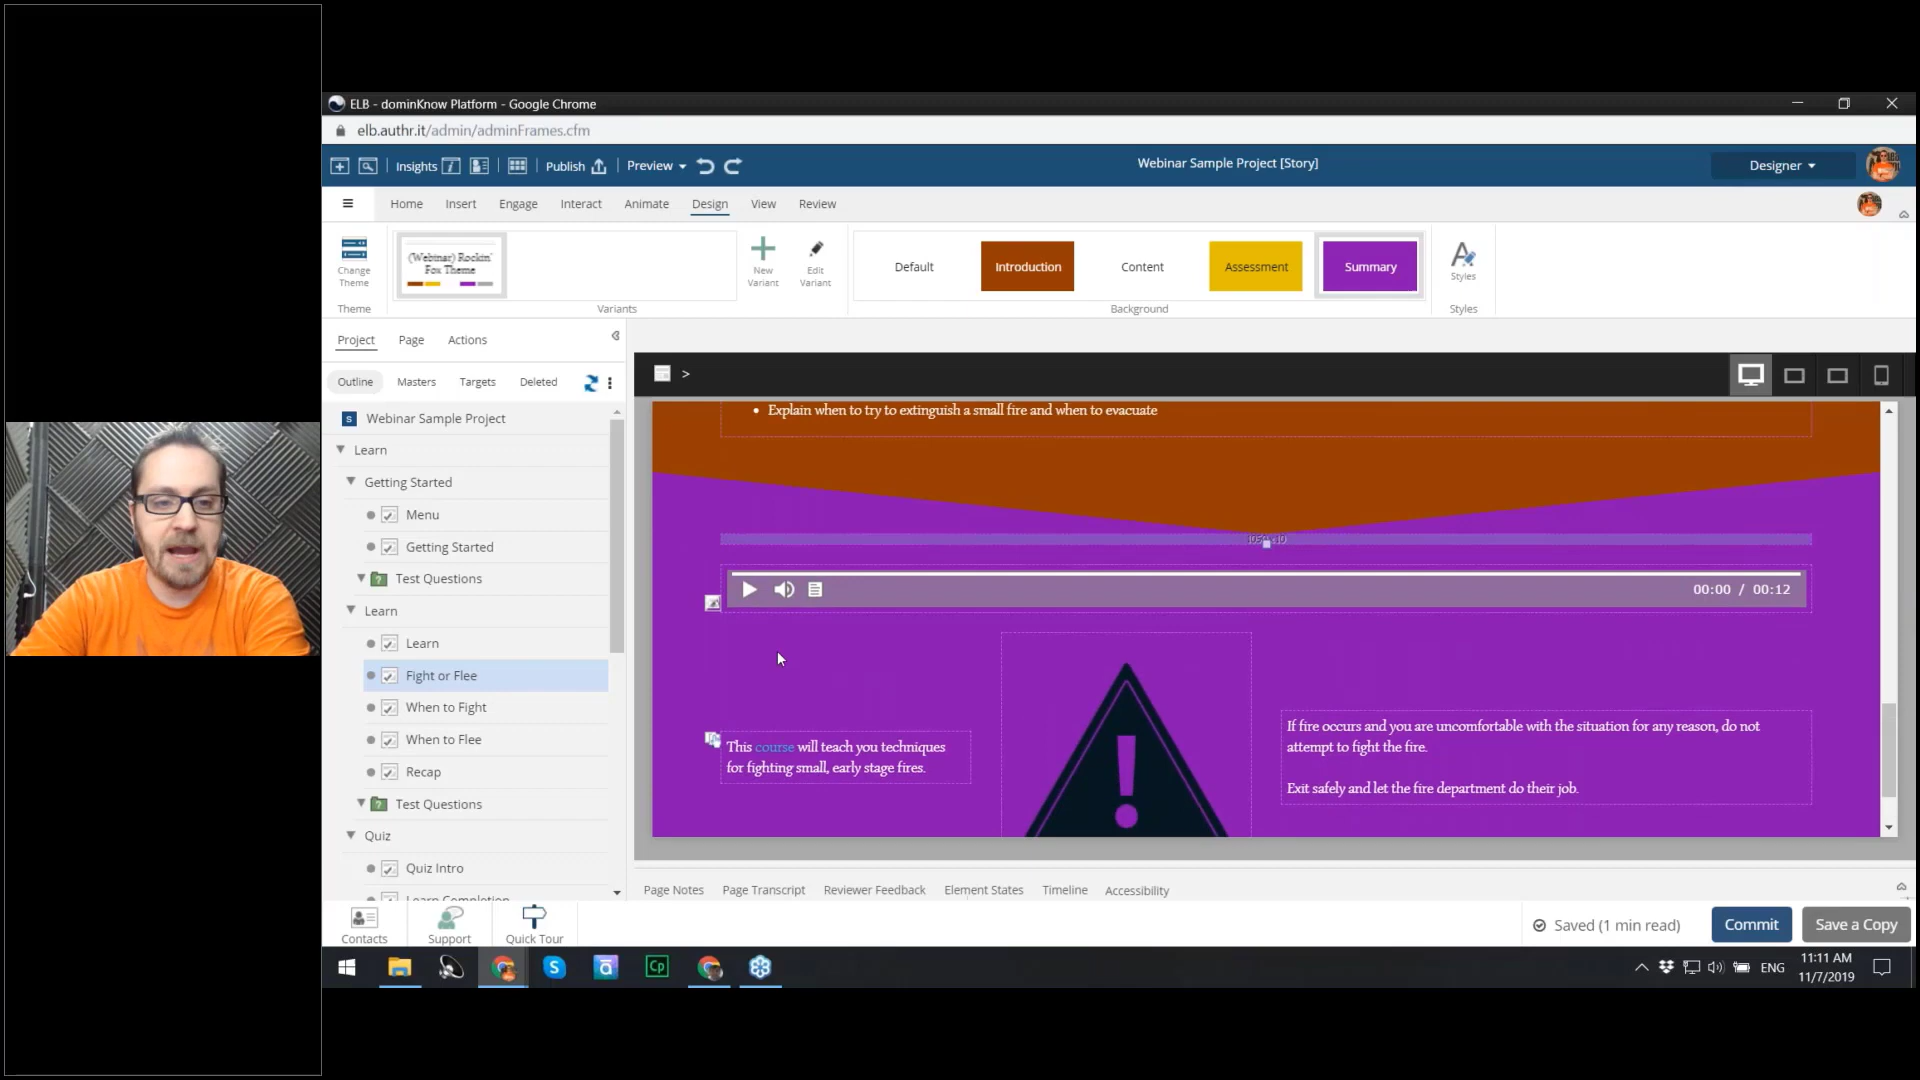 ELB - dominKnow Platform - Google Chrome
elb.authr.it/admin/adminFrames.cfm
Insights Publish Preview Webinar Sample Project [Story] Designer
Home Insert Engage Interact Animate Design View Review
Change Theme
(Webinar) Rockin' Fox Theme
New Variant
Edit Variant
Default Introduction Content Assessment Summary
Styles
Theme Variants Background Styles
Project Page Actions
Outline Masters Targets Deleted
Webinar Sample Project
Learn
Getting Started
Menu
Getting Started
Test Questions
Learn
Learn
Fight or Flee
When to Fight
When to Flee
Recap
Test Questions
Quiz
Quiz Intro
Learn Completion
>
• Explain when to try to extinguish a small fire and when to evacuate
00:00 / 00:12
This course will teach you techniques
for fighting small, early stage fires.
!
If fire occurs and you are uncomfortable with the situation for any reason, do not
attempt to fight the fire.
Exit safely and let the fire department do their job.
Page Notes Page Transcript Reviewer Feedback Element States Timeline Accessibility
Contacts Support Quick Tour
Saved (1 min read) Commit Save a Copy
Cp
ENG
11:11 AM
11/7/2019